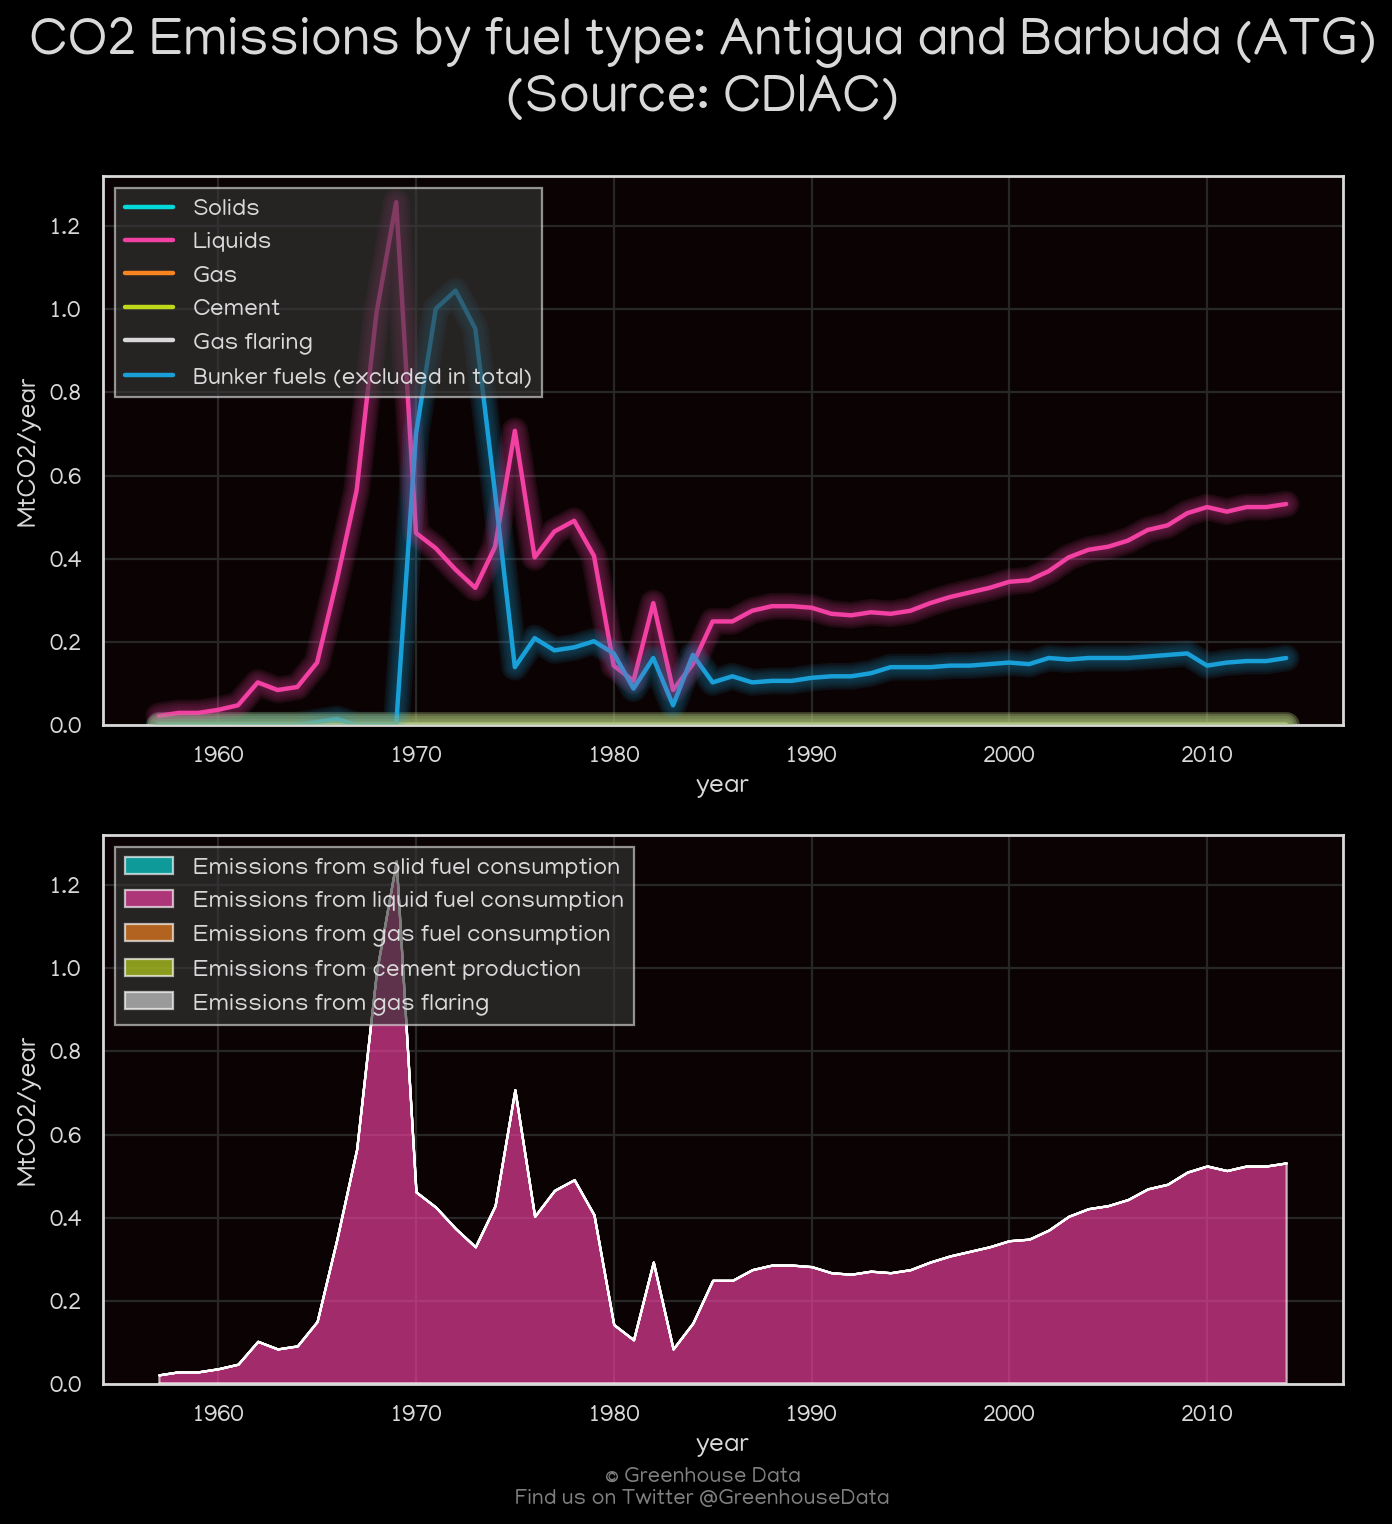 CO2 Emissions by fuel type: Antigua and Barbuda (ATG)
(Source: CDIAC)
Solids
Liquids
Gas
Cement
Gas flaring
Bunker fuels (excluded in total)
MtCO2/year
1.2
1.0
0.8
0.6
0.4
0.2
0.0
1960 1970 1980 1990 2000 2010
year
Emissions from solid fuel consumption
Emissions from liquid fuel consumption
Emissions from gas fuel consumption
Emissions from cement production
Emissions from gas flaring
MtCO2/year
1.2
1.0
0.8
0.6
0.4
0.2
0.0
1960 1970 1980 1990 2000 2010
year
© Greenhouse Data
Find us on Twitter @GreenhouseData